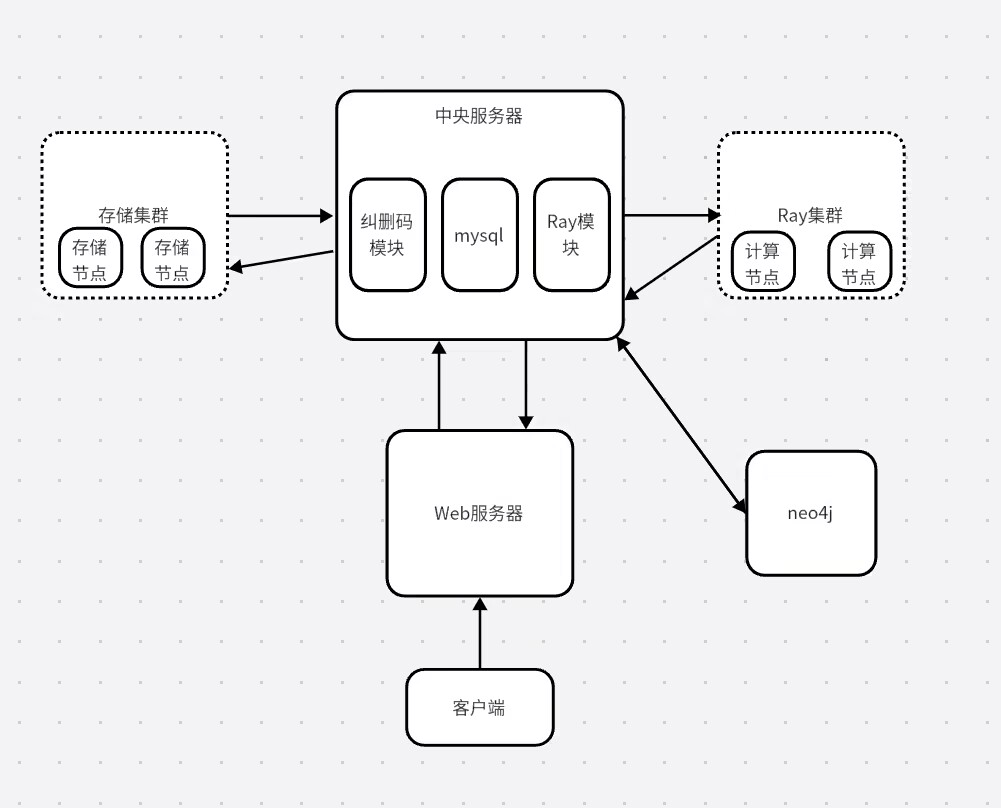 中央服务器
存储集群
存储
节点
存储
节点
纠删码
模块
mysql
Ray模
块
Ray集群
计算
节点
计算
节点
Web服务器
neo4j
客户端